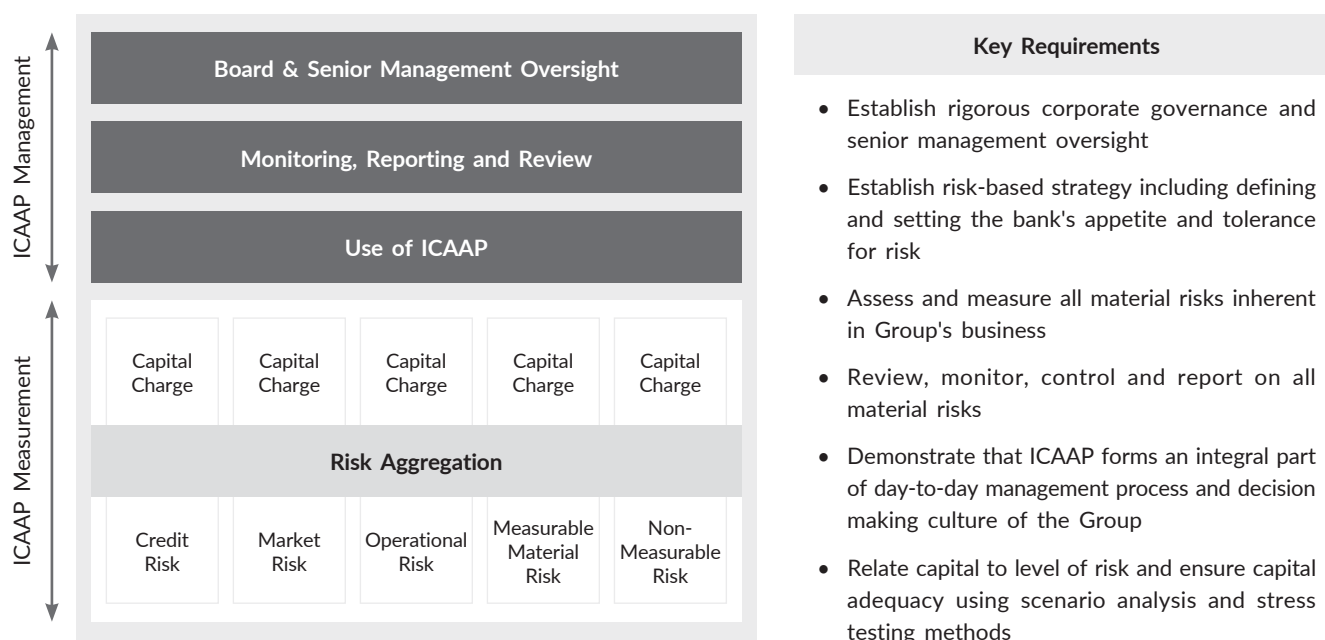 ICAAP Management
Board & Senior Management Oversight
Monitoring, Reporting and Review
Use of ICAAP
ICAAP Measurement
Capital
Charge
Capital
Charge
Capital
Charge
Capital
Charge
Capital
Charge
Risk Aggregation
Credit
Risk
Market
Risk
Operational
Risk
Measurable
Material
Risk
Non-
Measurable
Risk
Key Requirements
• Establish rigorous corporate governance and
senior management oversight
• Establish risk-based strategy including defining
and setting the bank's appetite and tolerance
for risk
• Assess and measure all material risks inherent
in Group's business
• Review, monitor, control and report on all
material risks
• Demonstrate that ICAAP forms an integral part
of day-to-day management process and decision
making culture of the Group
• Relate capital to level of risk and ensure capital
adequacy using scenario analysis and stress
testing methods